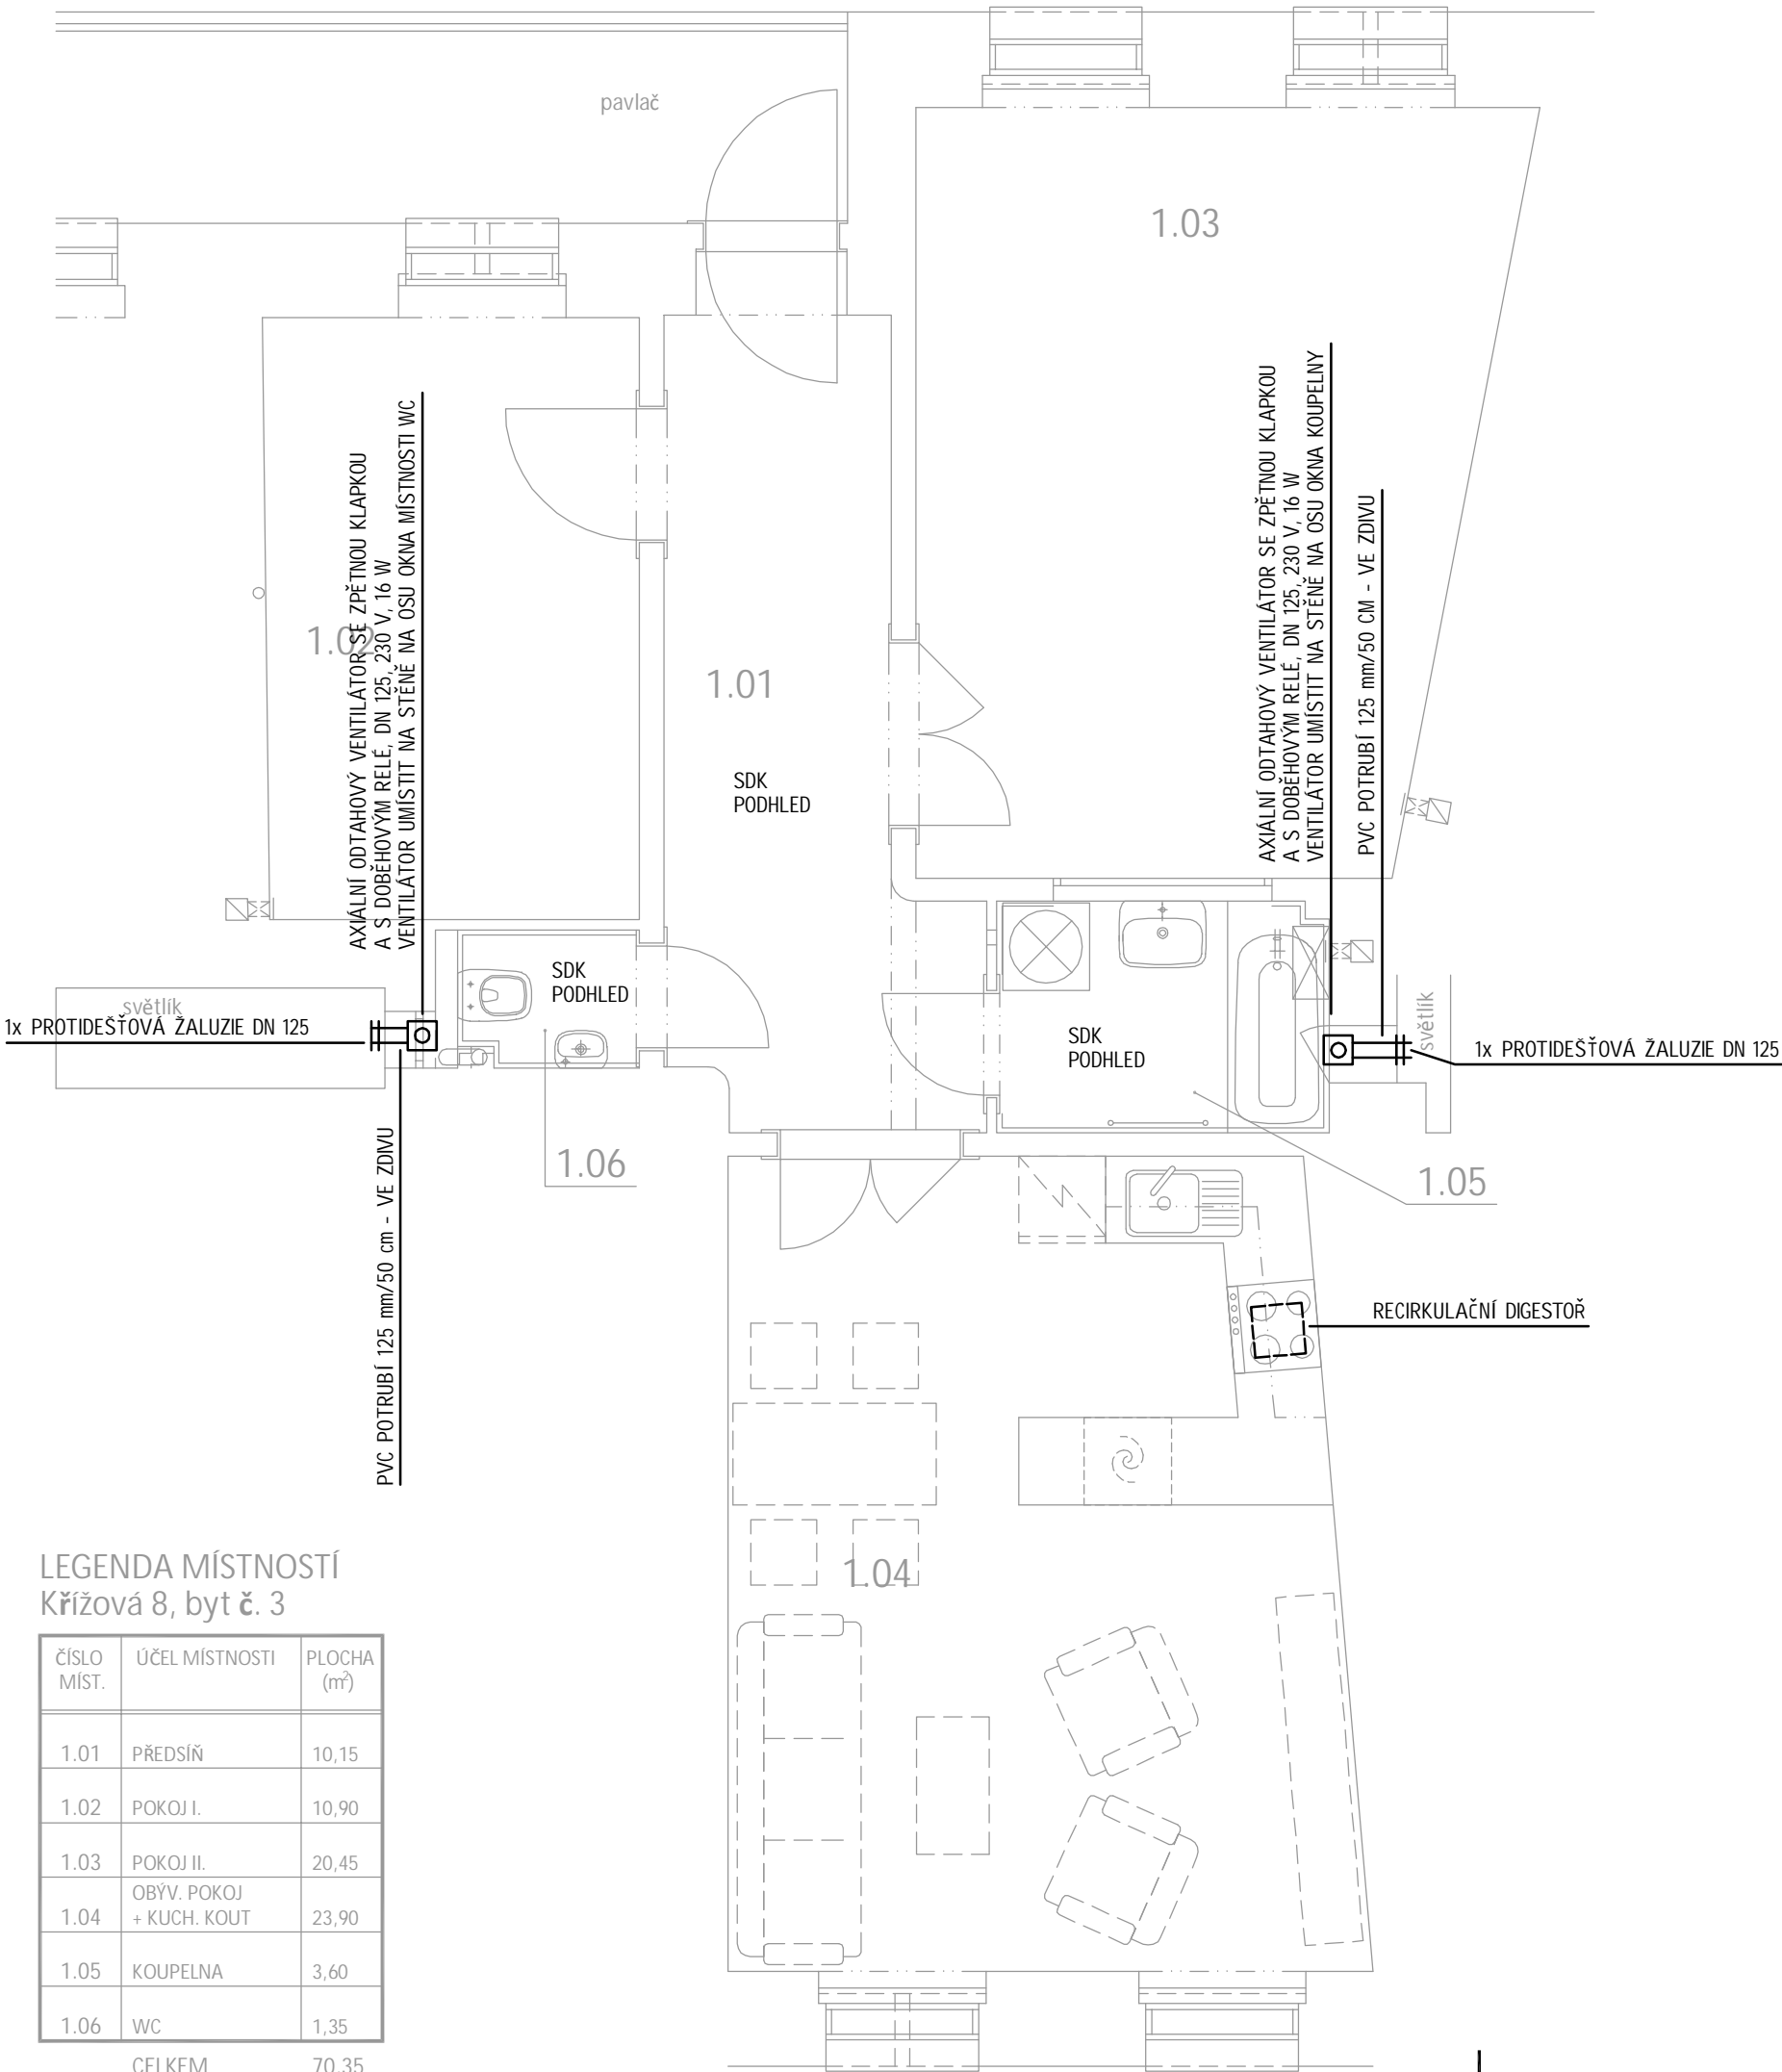 pavlač
1.03
AXIÁLNÍ ODTAHOVÝ VENTILÁTOR SE ZPĚTNOU KLAPKOU
A S DOBĚHOVÝM RELÉ, DN 125, 230 V, 16 W
VENTILÁTOR UMÍSTIT NA STĚNĚ NA OSU OKNA MÍSTNOSTI WC
AXIÁLNÍ ODTAHOVÝ VENTILÁTOR SE ZPĚTNOU KLAPKOU
A S DOBĚHOVÝM RELÉ, DN 125, 230 V, 16 W
VENTILÁTOR UMÍSTIT NA STĚNĚ NA OSU OKNA KOUPELNY
PVC POTRUBÍ 125 mm/50 CM - VE ZDIVU
1.02
1.01
SDK
PODHLED
SDK
PODHLED
světlík
1x PROTIDEŠŤOVÁ ŽALUZIE DN 125
SDK
PODHLED
světlík
1x PROTIDEŠŤOVÁ ŽALUZIE DN 125
1.06
1.05
PVC POTRUBÍ 125 mm/50 cm - VE ZDIVU
RECIRKULAČNÍ DIGESTOŘ
1.04
LEGENDA MÍSTNOSTÍ
Křížová 8, byt č. 3
ČÍSLO MÍST. ÚČEL MÍSTNOSTI PLOCHA (m²)
1.01 PŘEDSÍŇ 10,15
1.02 POKOJ I. 10,90
1.03 POKOJ II. 20,45
1.04 OBÝV. POKOJ + KUCH. KOUT 23,90
1.05 KOUPELNA 3,60
1.06 WC 1,35
CELKEM 70,35